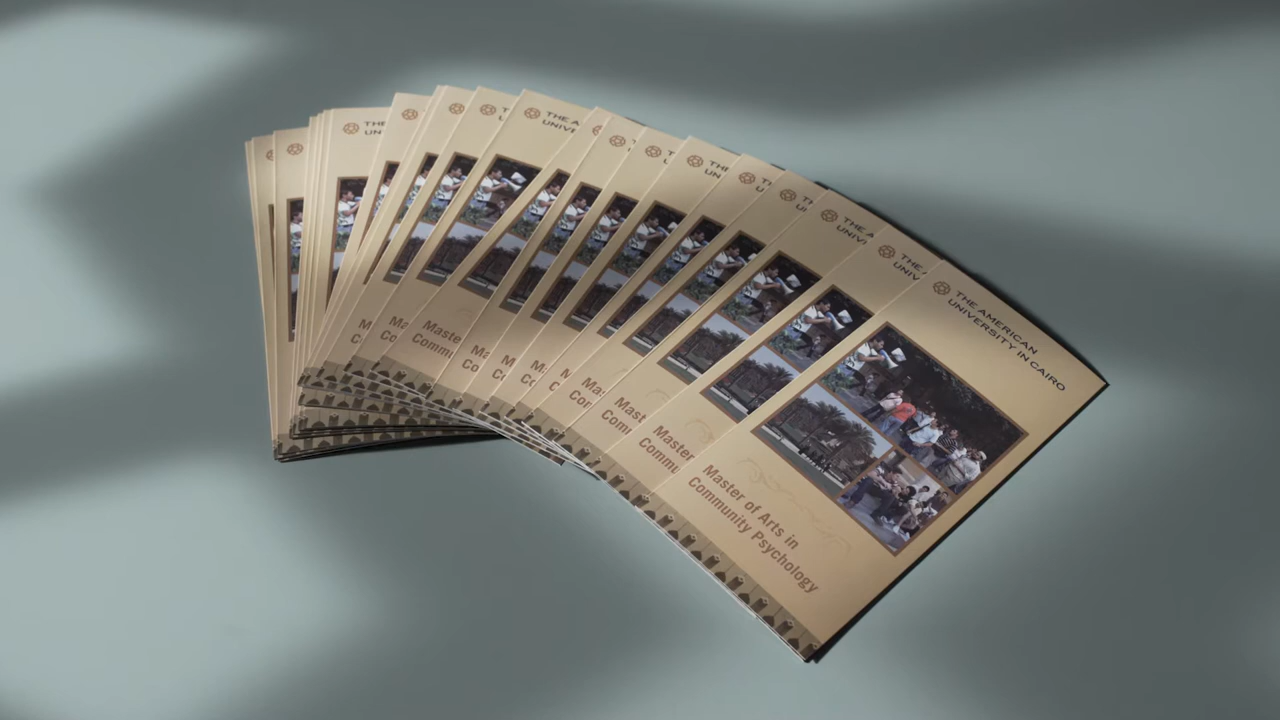 THE AMERICAN
UNIVERSITY IN CAIRO
Master of Arts in
Community Psychology